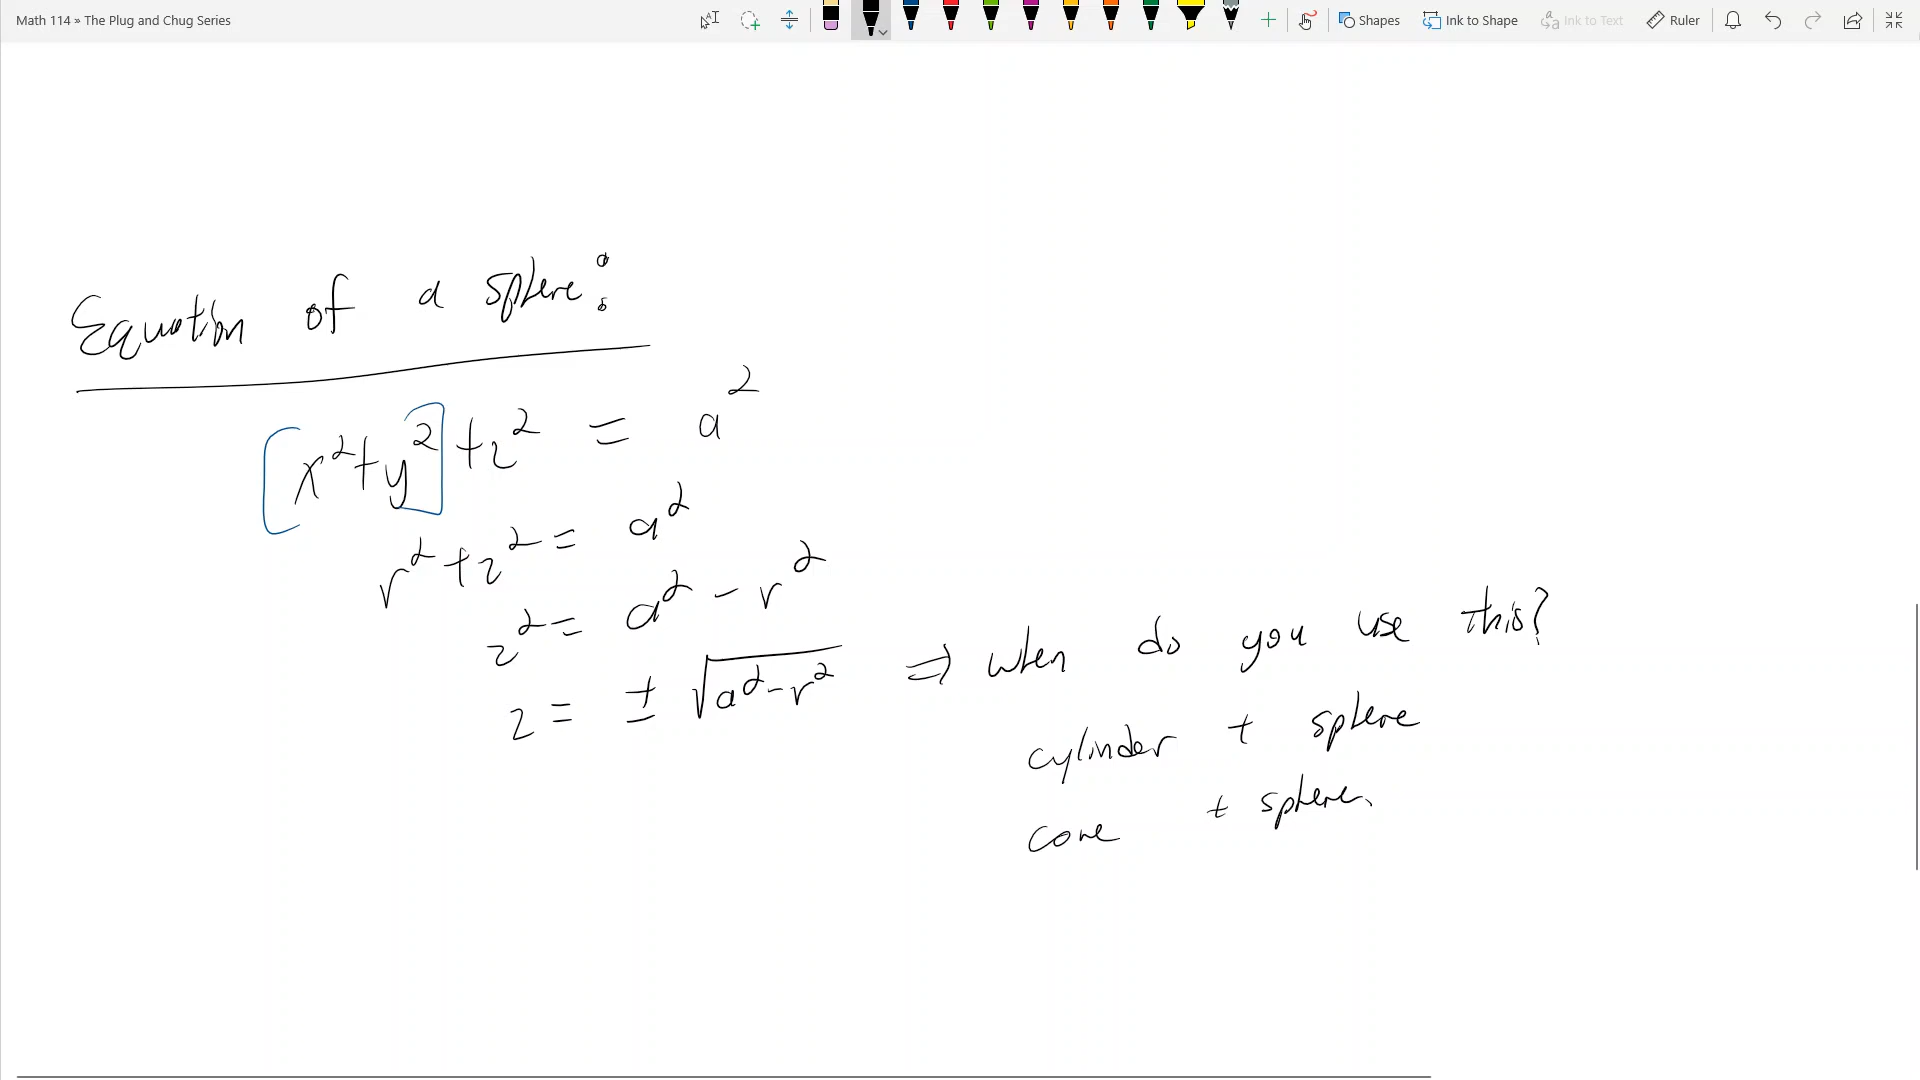 Math 114 » The Plug and Chug Series
Shapes
Ink to Shape
Ink to Text
Ruler
Equation of a sphere:
[x²+y²]+z² = a²
r²+z² = a²
z² = a² - r²
z = ± √a²-r² ⇒ when do you use this?
cylinder + sphere
cone + sphere.